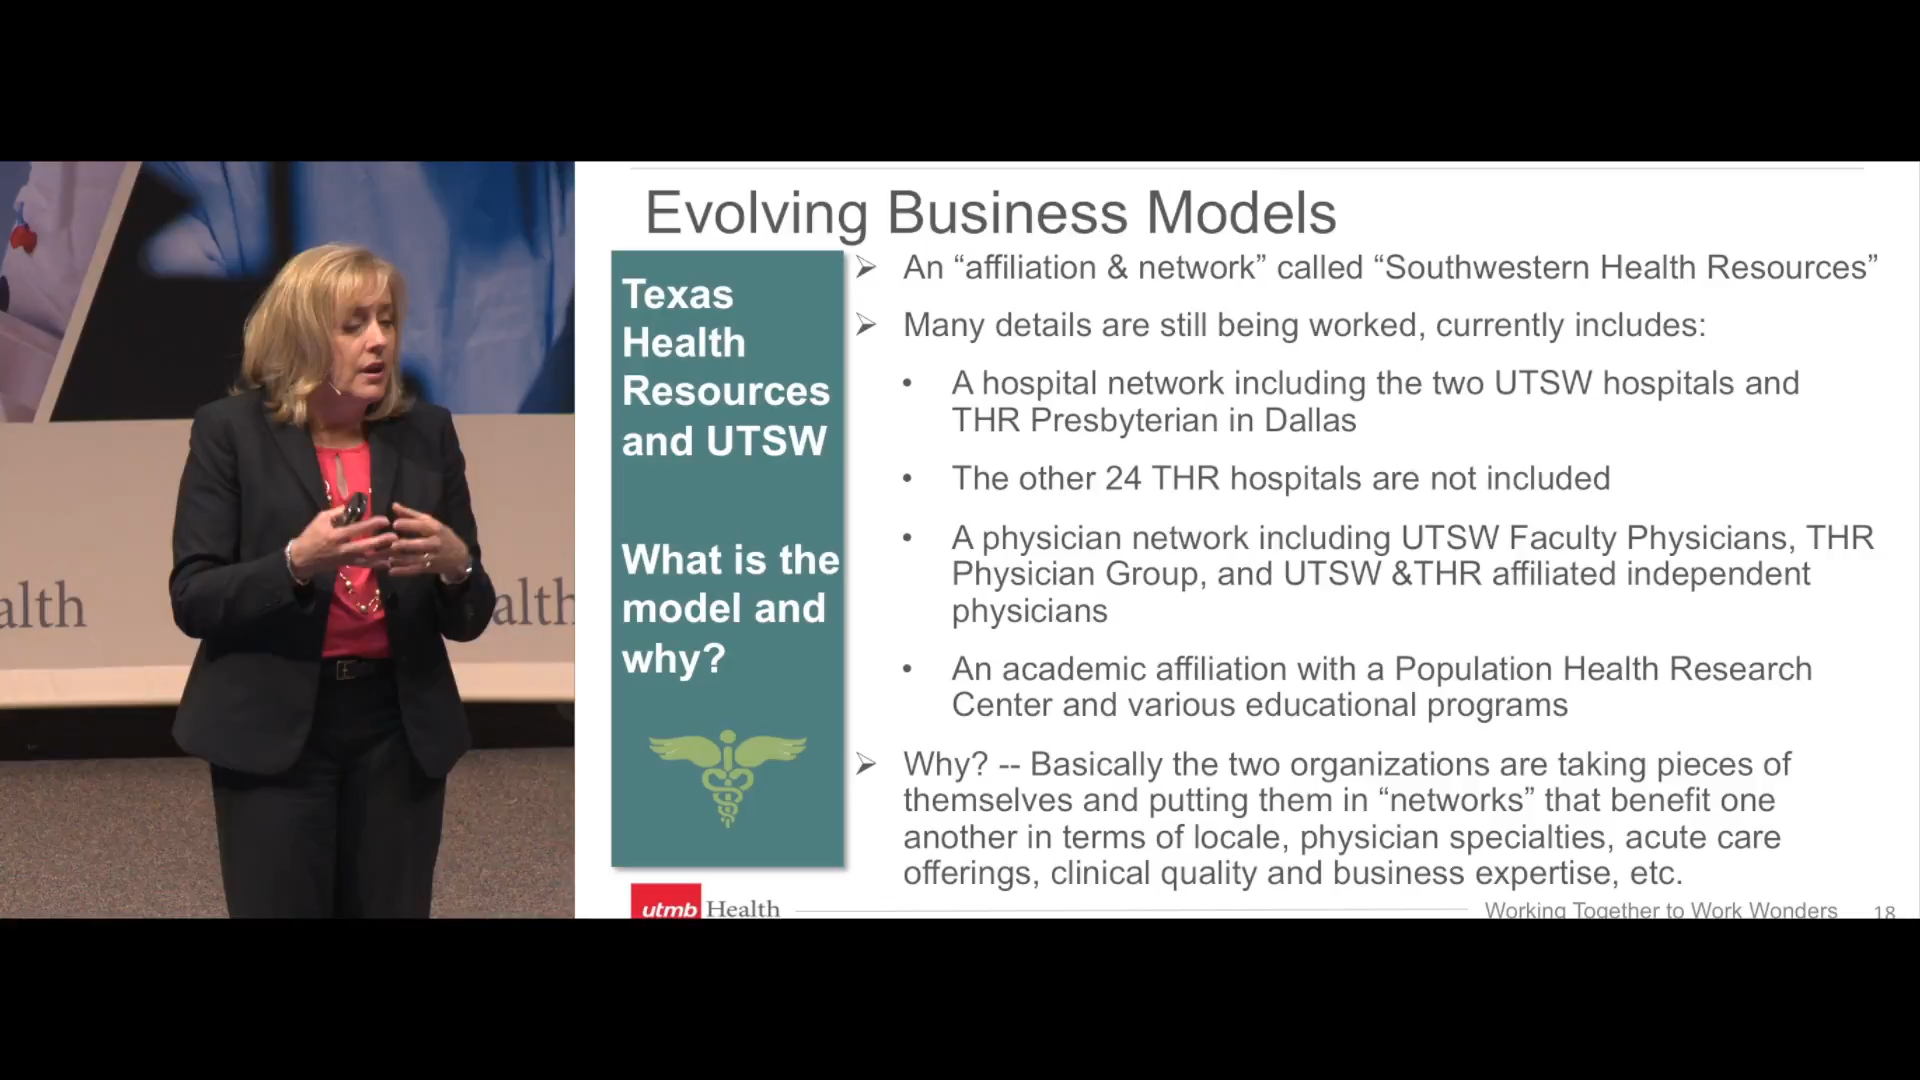 Evolving Business Models
Texas
Health
Resources
and UTSW
What is the
model and
why?
➢ An “affiliation & network” called “Southwestern Health Resources”
➢ Many details are still being worked, currently includes:
• A hospital network including the two UTSW hospitals and
THR Presbyterian in Dallas
• The other 24 THR hospitals are not included
• A physician network including UTSW Faculty Physicians, THR
Physician Group, and UTSW &THR affiliated independent
physicians
• An academic affiliation with a Population Health Research
Center and various educational programs
➢ Why? -- Basically the two organizations are taking pieces of
themselves and putting them in “networks” that benefit one
another in terms of locale, physician specialties, acute care
offerings, clinical quality and business expertise, etc.
utmb Health
Working Together to Work Wonders
18
alth
alth